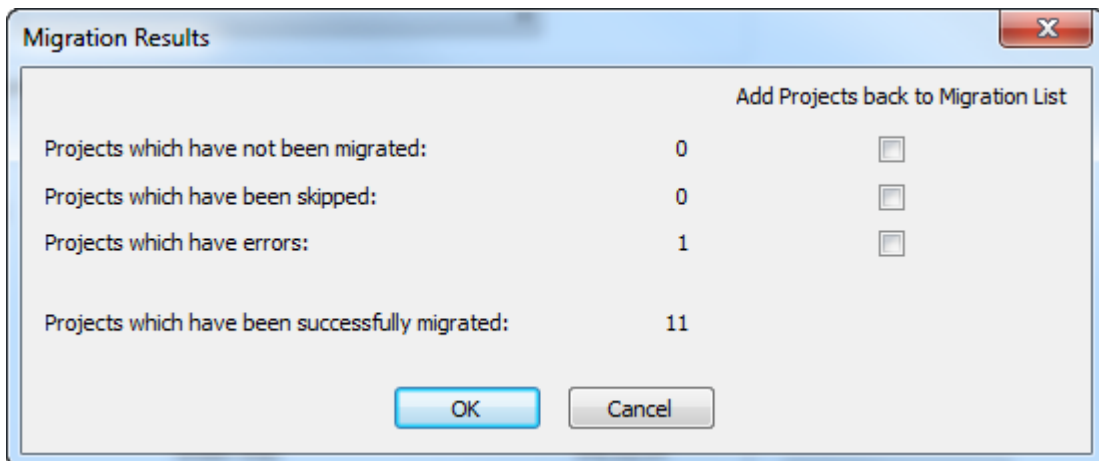 Migration Results
Add Projects back to Migration List
Projects which have not been migrated: 0
Projects which have been skipped: 0
Projects which have errors: 1
Projects which have been successfully migrated: 11
OK Cancel